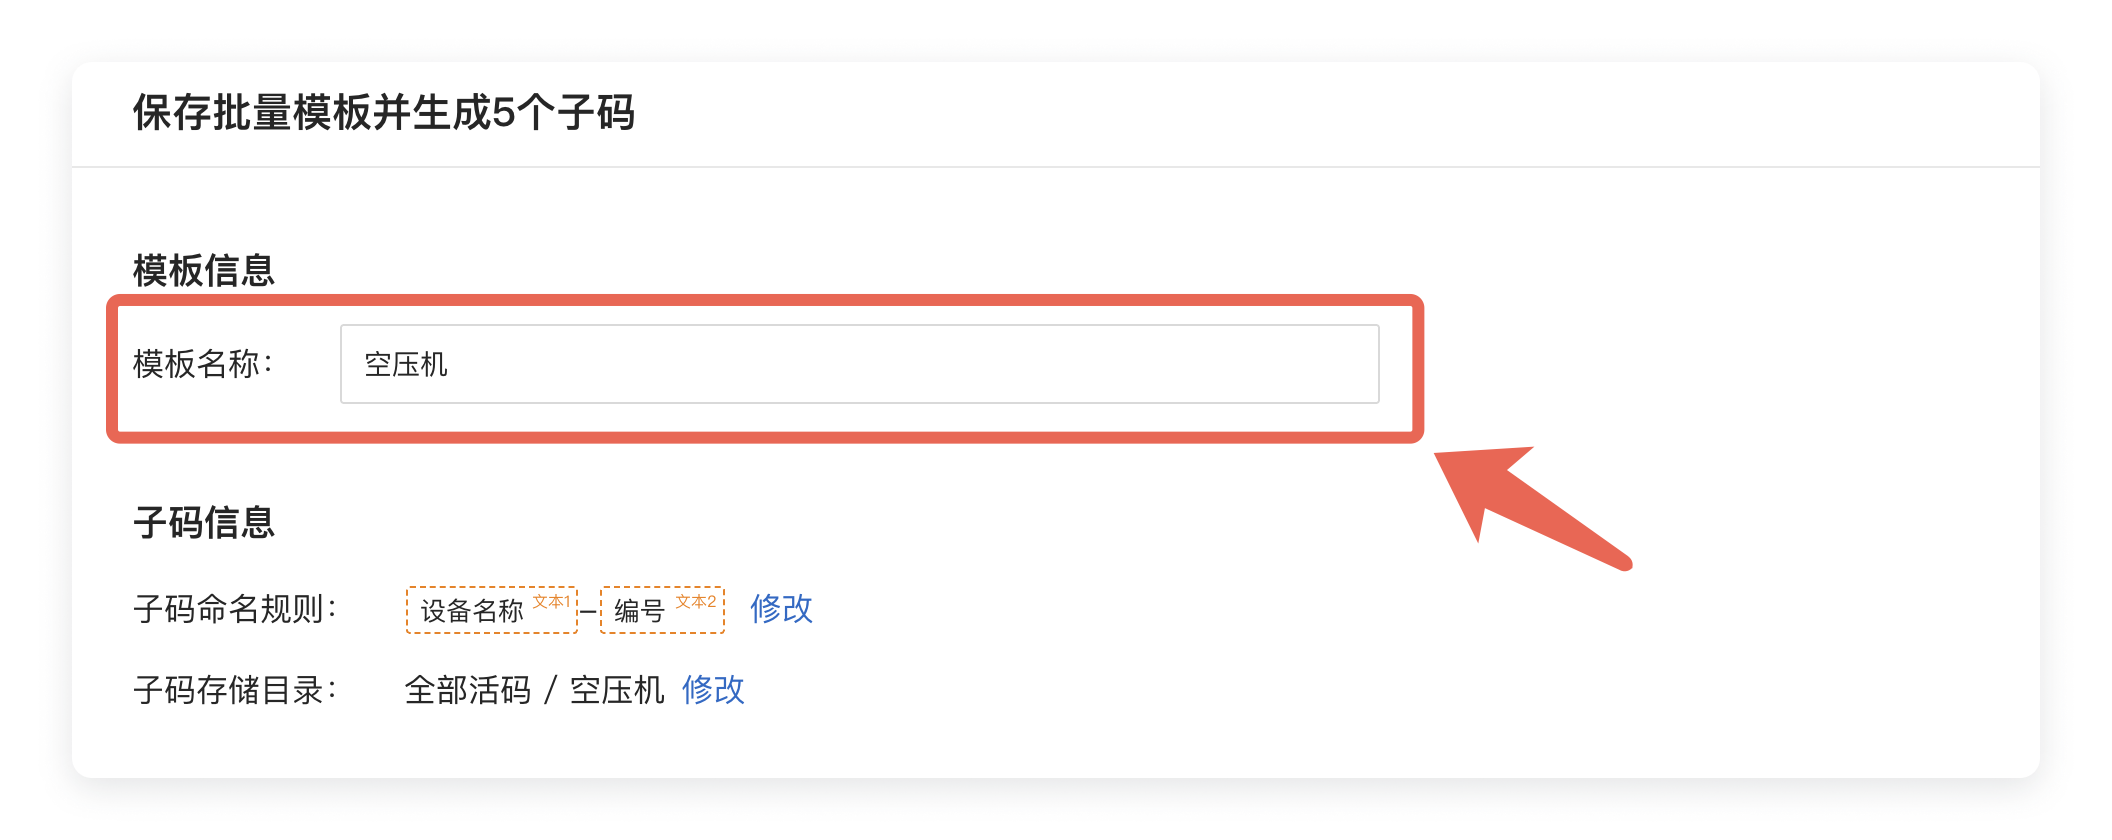 保存批量模板并生成5个子码
模板信息
模板名称： 空压机
子码信息
子码命名规则： 设备名称 文本1 – 编号 文本2 修改
子码存储目录： 全部活码 / 空压机 修改